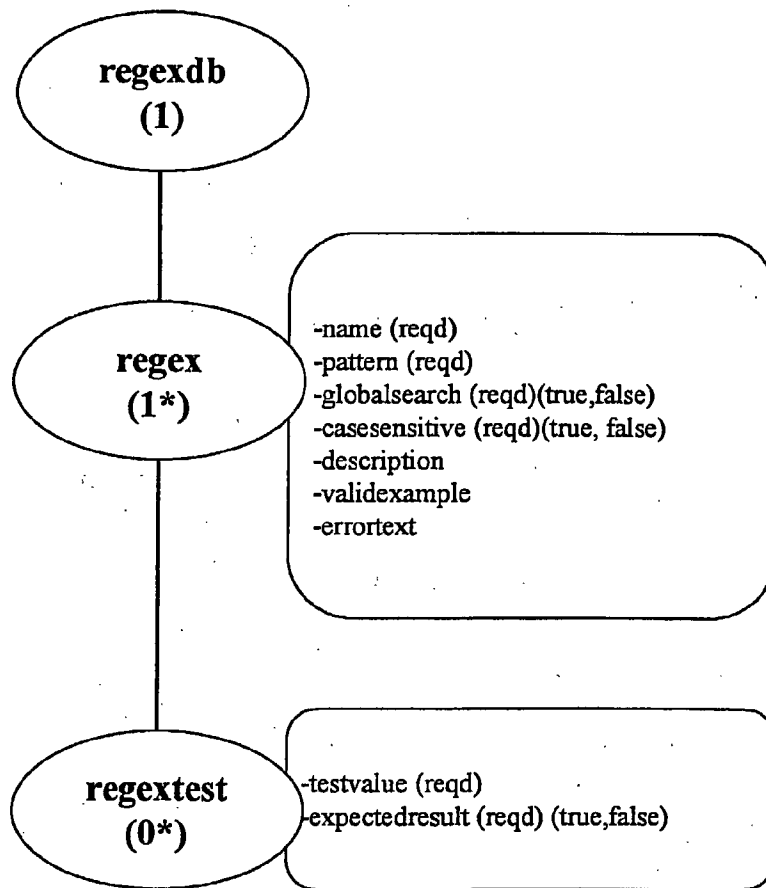 regexdb
(1)
regex
(1*)
-name (reqd)
-pattern (reqd)
-globalsearch (reqd)(true,false)
-casesensitive (reqd)(true, false)
-description
-validexample
-errortext
regextest
(0*)
-testvalue (reqd)
-expectedresult (reqd) (true,false)